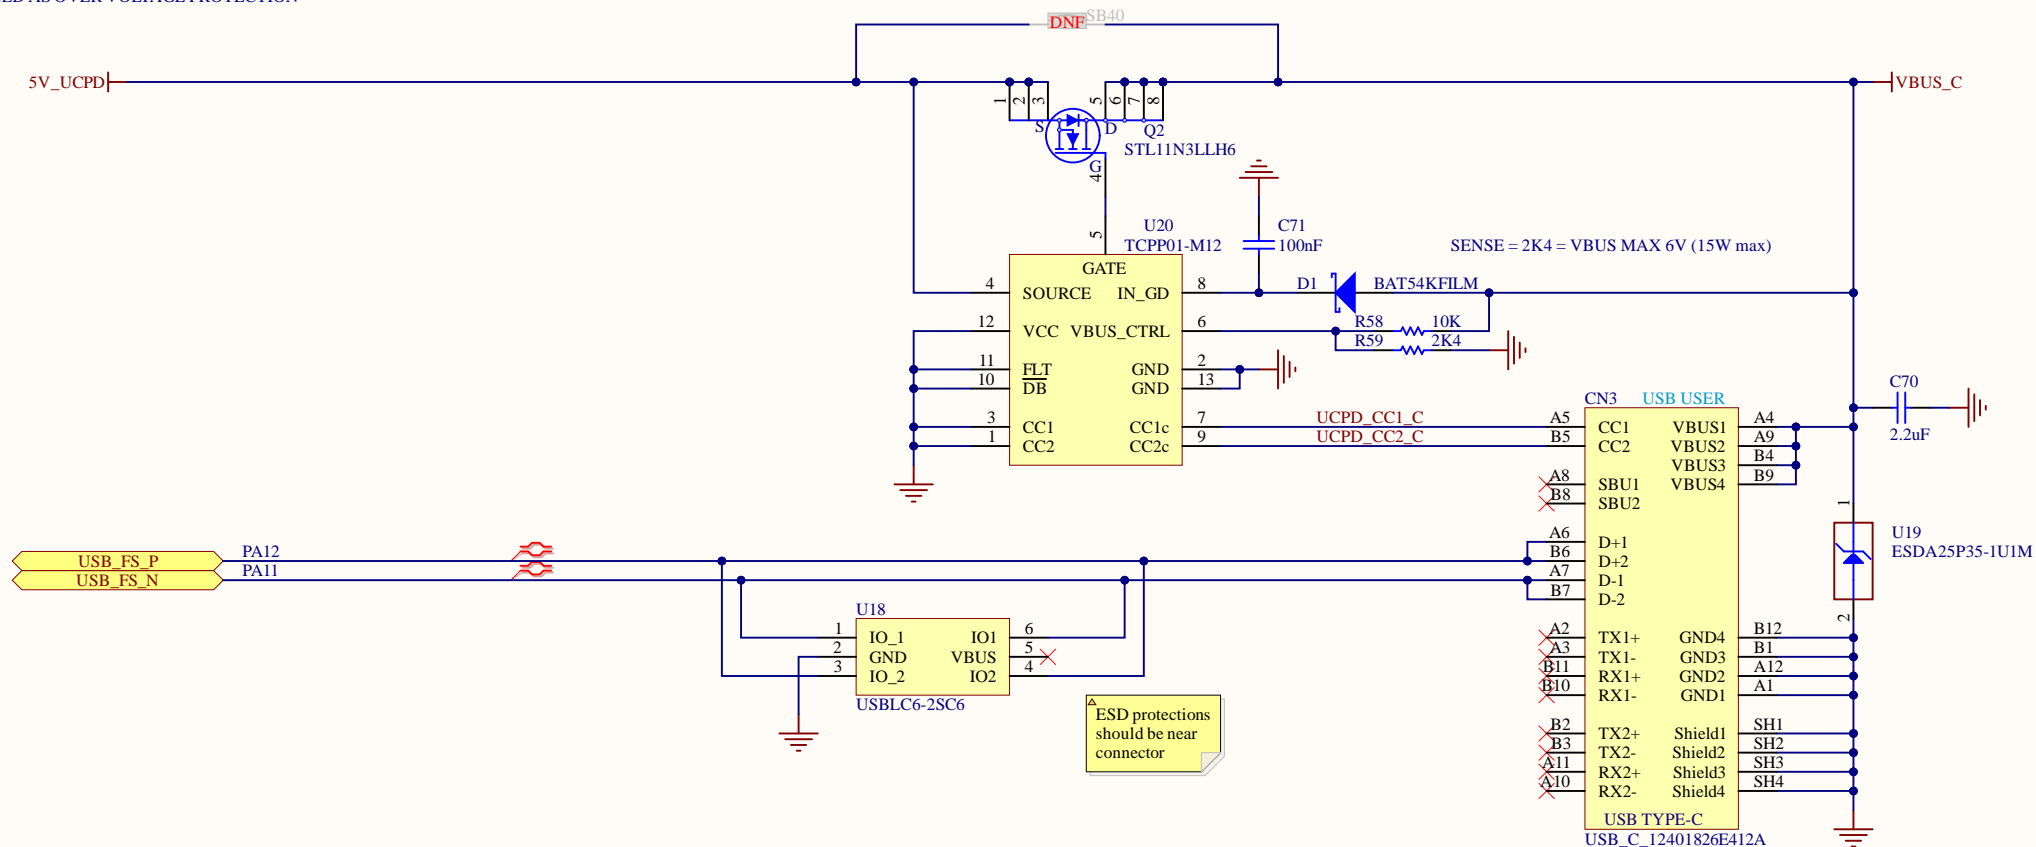 DNF SB40
5V_UCPD
VBUS_C
1 2 3
5 6 7 8
S D Q2
STL11N3LLH6
G
4
U20
TCPP01-M12
5
C71
100nF
SENSE = 2K4 = VBUS MAX 6V (15W max)
GATE
4 SOURCE IN_GD 8
D1 BAT54KFILM
12 VCC VBUS_CTRL 6
R58 10K
R59 2K4
11 FLT GND 2
10 DB GND 13
3 CC1 CC1c 7
1 CC2 CC2c 9
UCPD_CC1_C
UCPD_CC2_C
CN3 USB USER
A5 CC1 VBUS1 A4
B5 CC2 VBUS2 A9
VBUS3 B4
A8 SBU1 VBUS4 B9
B8 SBU2
C70
2.2uF
A6 D+1
B6 D+2
A7 D-1
B7 D-2
1
U19
ESDA25P35-1U1M
2
USB_FS_P PA12
USB_FS_N PA11
U18
1 IO_1 IO1 6
2 GND VBUS 5
3 IO_2 IO2 4
USBLC6-2SC6
ESD protections
should be near
connector
A2 TX1+ GND4 B12
A3 TX1- GND3 B1
B11 RX1+ GND2 A12
B10 RX1- GND1 A1
B2 TX2+ Shield1 SH1
B3 TX2- Shield2 SH2
A11 RX2+ Shield3 SH3
A10 RX2- Shield4 SH4
USB TYPE-C
USB_C_12401826E412A